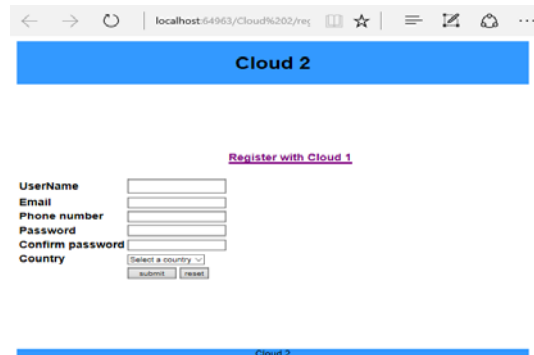 localhost:64963/Cloud%202/reg
Cloud 2
Register with Cloud 1
UserName
Email
Phone number
Password
Confirm password
Country
Select a country
submit reset
Cloud 2